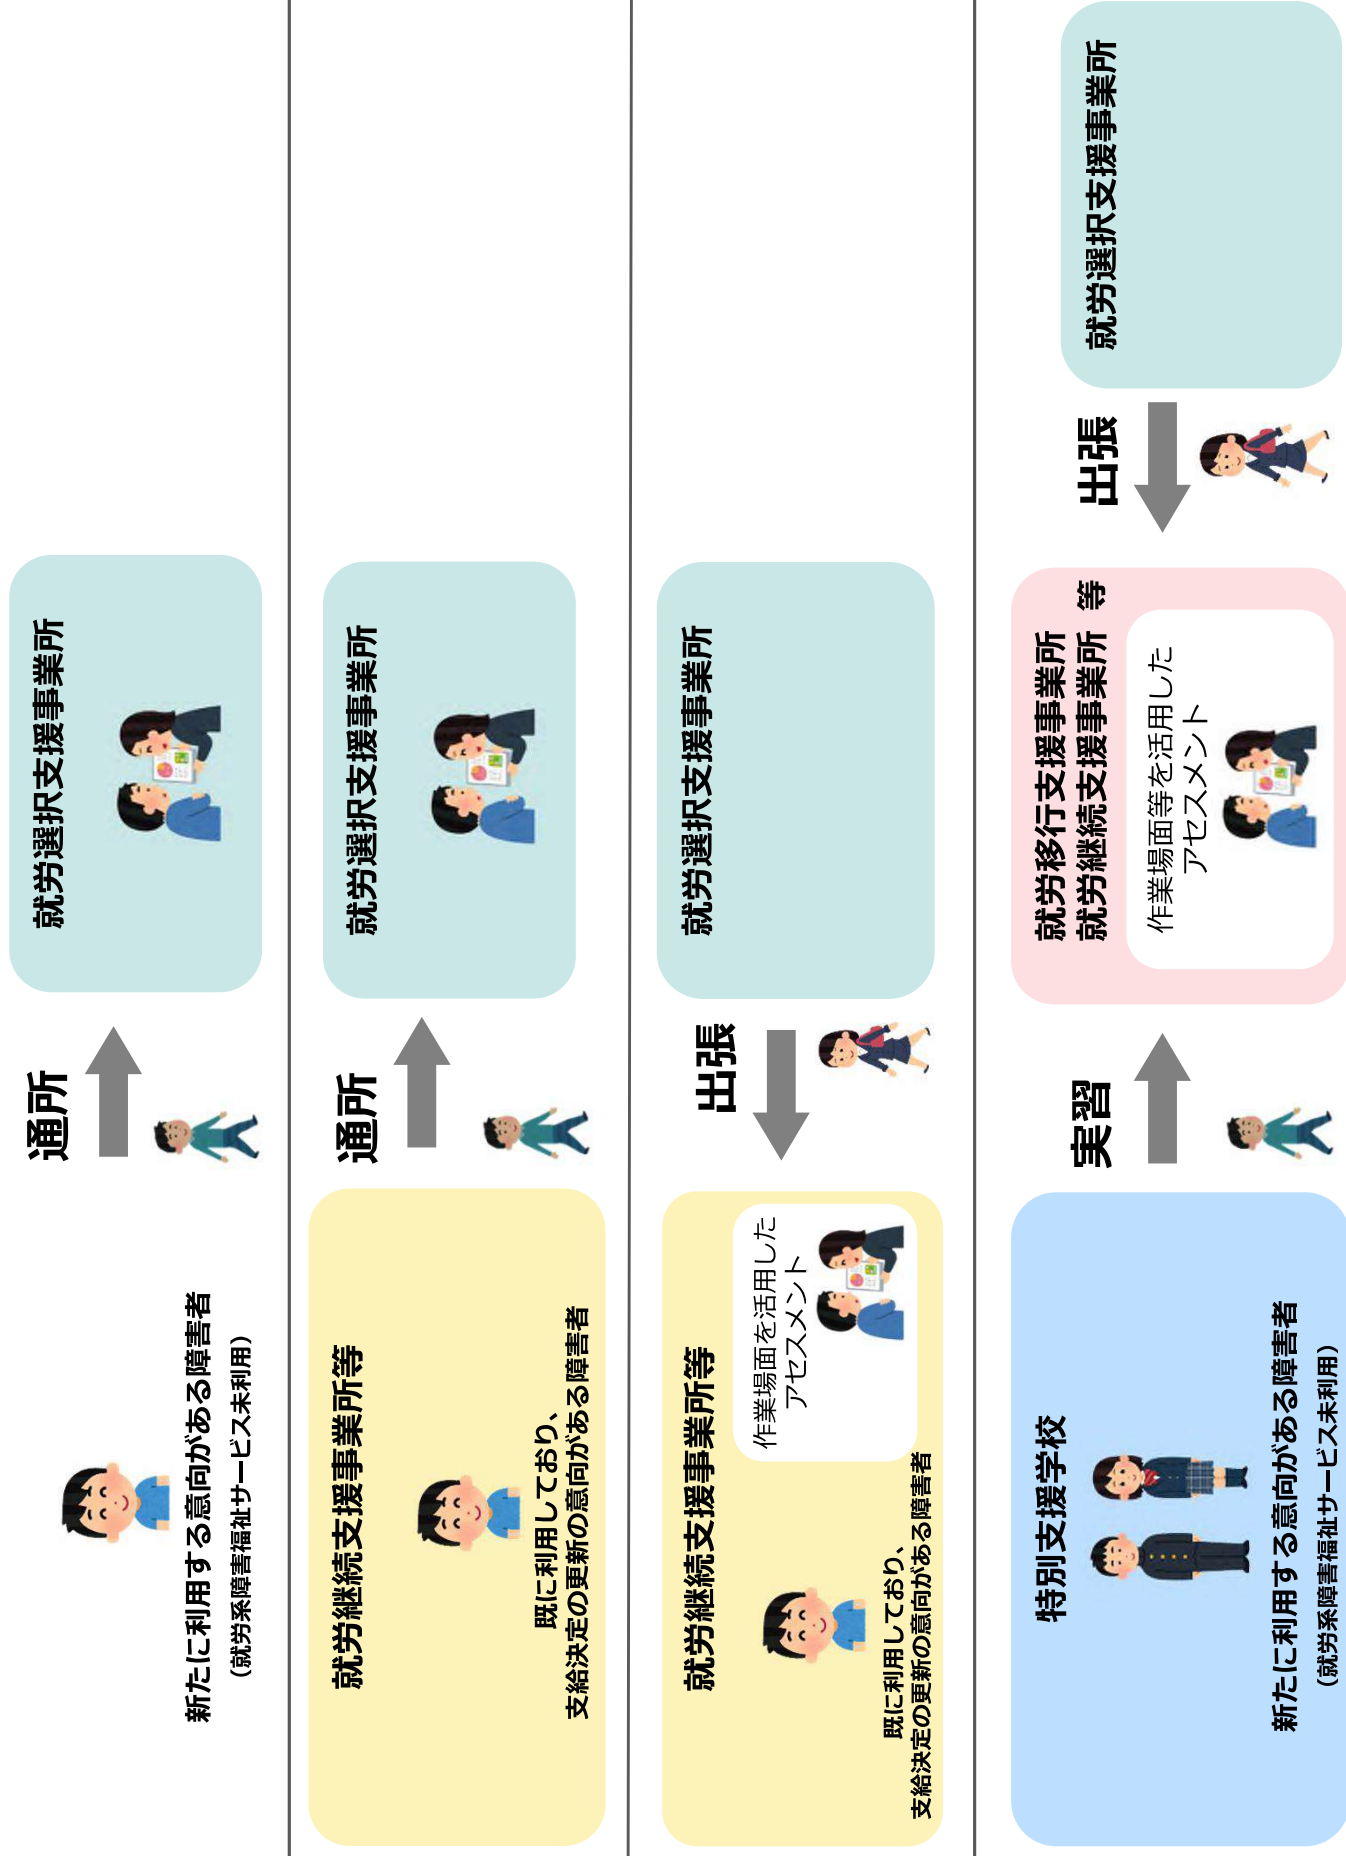 就労選択支援事業所
通所
新たに利用する意向がある障害者
（就労系障害福祉サービス未利用）
就労継続支援事業所等
既に利用しており、
支給決定の更新の意向がある障害者
通所
就労選択支援事業所
就労継続支援事業所等
作業場面を活用した
アセスメント
既に利用しており、
支給決定の更新の意向がある障害者
出張
就労選択支援事業所
特別支援学校
新たに利用する意向がある障害者
（就労系障害福祉サービス未利用）
実習
就労移行支援事業所
就労継続支援事業所 等
作業場面等を活用した
アセスメント
出張
就労選択支援事業所